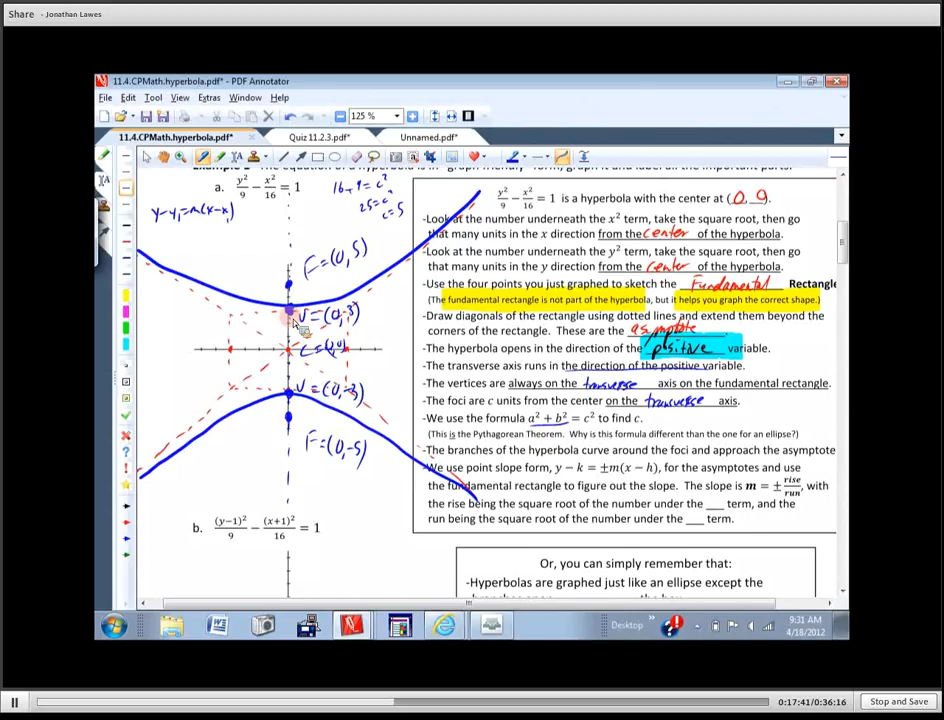 Share - Jonathan Lawes
11.4.CPMath.hyperbola.pdf* - PDF Annotator
File Edit Tool View Extras Window Help
125 %
11.4.CPMath.hyperbola.pdf* Quiz 11.2.3.pdf* Unnamed.pdf*
a. y²/9 − x²/16 = 1
16+9=c²
25=c²
c=5
y-y₁=m(x-x₁)
F=(0,5)
V=(0,3)
V=(0,-3)
F=(0,-5)
b. (y−1)²/9 − (x+1)²/16 = 1
y²/9 − x²/16 = 1 is a hyperbola with the center at (0, 9).
-Look at the number underneath the x² term, take the square root, then go
that many units in the x direction from the center of the hyperbola.
-Look at the number underneath the y² term, take the square root, then go
that many units in the y direction from the center of the hyperbola.
-Use the four points you just graphed to sketch the Fundamental Rectangle
(The fundamental rectangle is not part of the hyperbola, but it helps you graph the correct shape.)
-Draw diagonals of the rectangle using dotted lines and extend them beyond the
corners of the rectangle. These are the asymptote
-The hyperbola opens in the direction of the positive variable.
-The transverse axis runs in the direction of the positive variable.
-The vertices are always on the transverse axis on the fundamental rectangle.
-The foci are c units from the center on the transverse axis.
-We use the formula a² + b² = c² to find c.
(This is the Pythagorean Theorem. Why is this formula different than the one for an ellipse?)
-The branches of the hyperbola curve around the foci and approach the asymptote
-We use point slope form, y − k = ±m(x − h), for the asymptotes and use
the fundamental rectangle to figure out the slope. The slope is m = ± rise/run, with
the rise being the square root of the number under the ___ term, and the
run being the square root of the number under the ___ term.
Or, you can simply remember that:
-Hyperbolas are graphed just like an ellipse except the
Desktop
9:31 AM
4/18/2012
0:17:41/0:36:16
Stop and Save